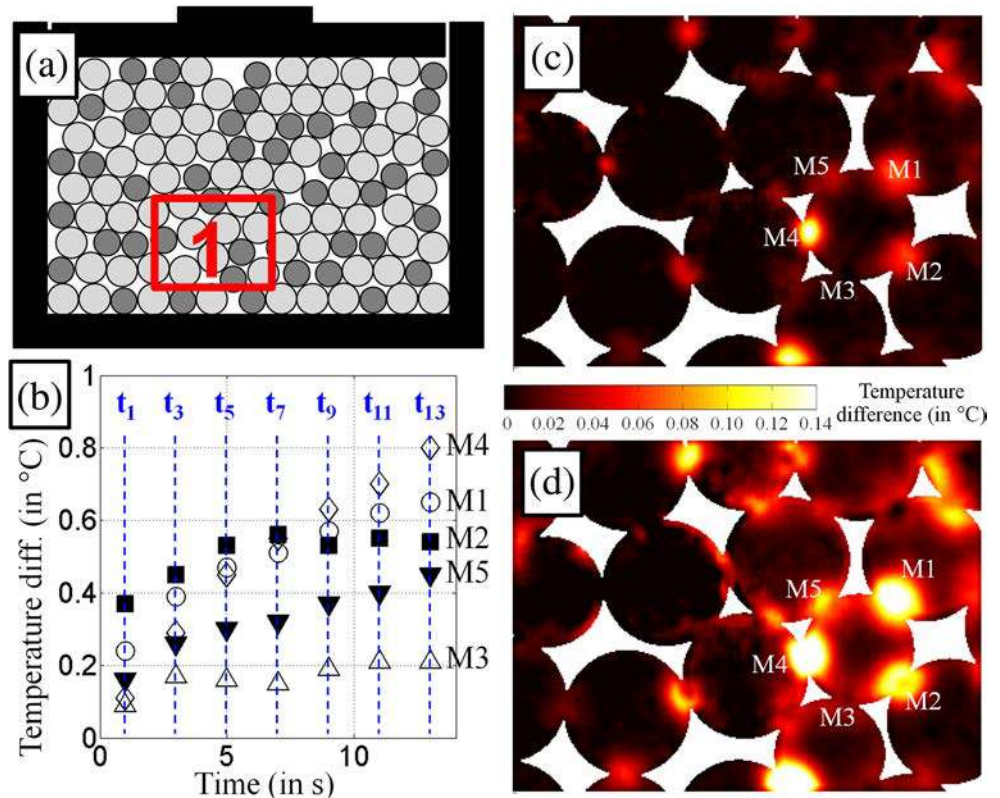 (a)
1
(b)
Temperature diff. (in °C)
1
0.8
0.6
0.4
0.2
0
t1 t3 t5 t7 t9 t11 t13
M4
M1
M2
M5
M3
0 5 10
Time (in s)
(c)
M5 M1
M4
M2
M3
0 0.02 0.04 0.06 0.08 0.10 0.12 0.14
Temperature
difference (in °C)
(d)
M5 M1
M4
M3 M2